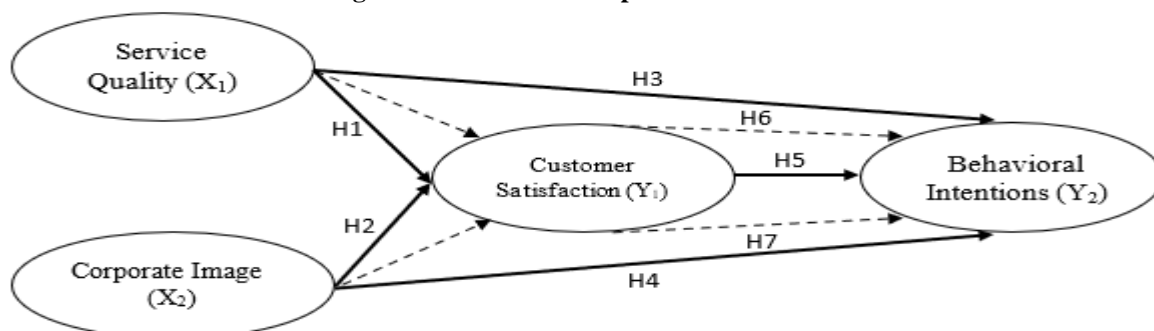 Service
Quality (X₁)
H3
H6
H1
Customer
Satisfaction (Y₁)
H5
Behavioral
Intentions (Y₂)
H2
H7
Corporate Image
(X₂)
H4